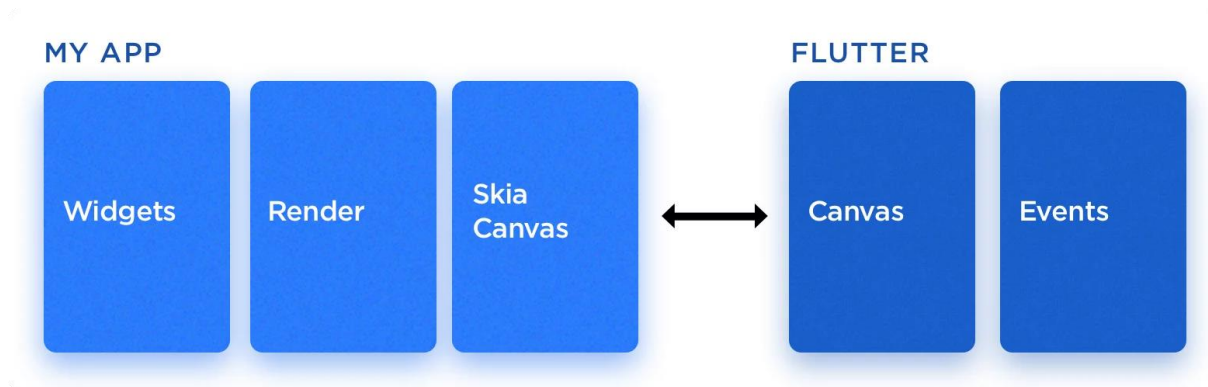 MY APP
FLUTTER
Widgets
Render
Skia
Canvas
Canvas
Events